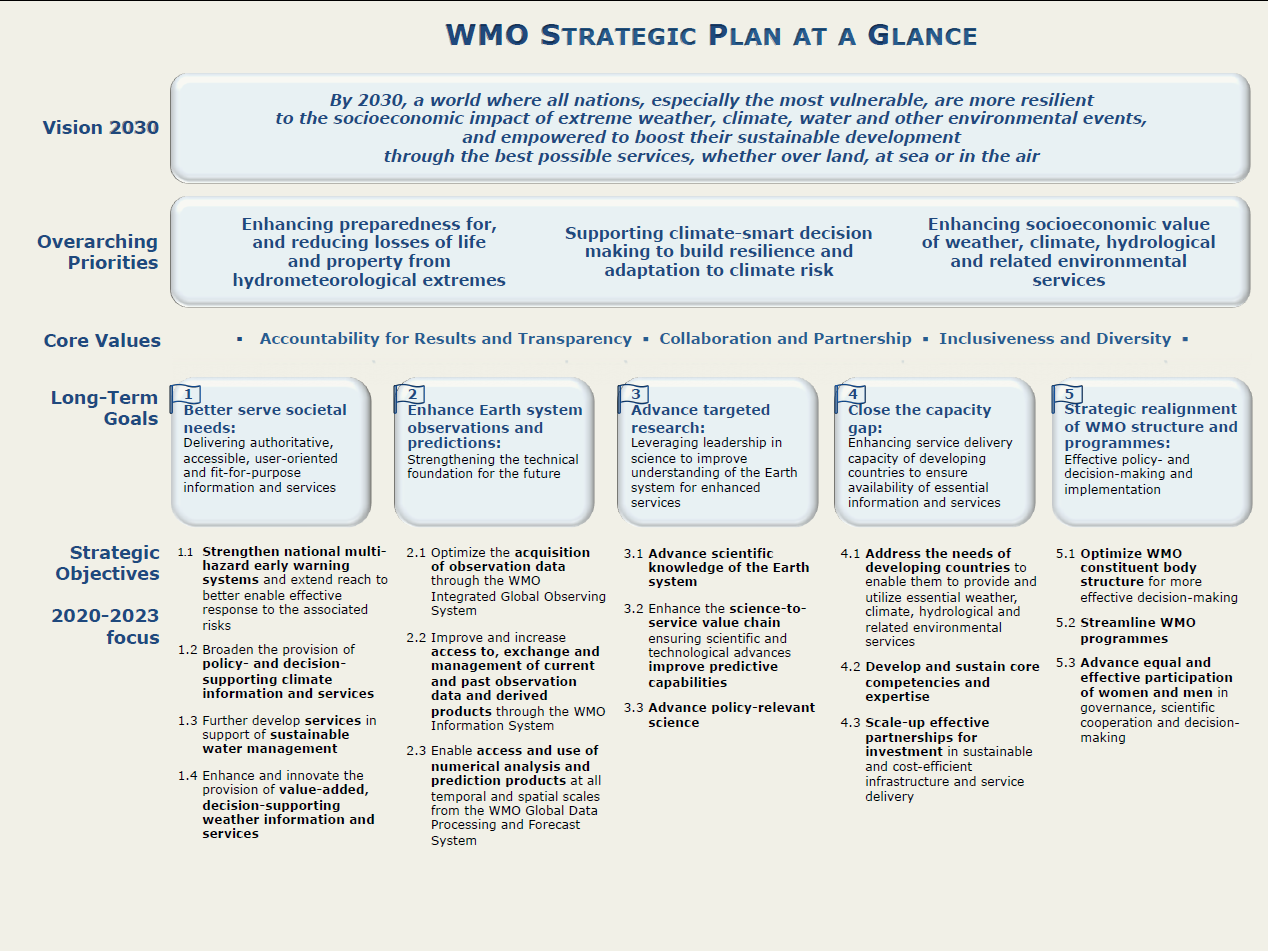 WMO Strategic Plan at a Glance
Vision 2030
By 2030, a world where all nations, especially the most vulnerable, are more resilient
to the socioeconomic impact of extreme weather, climate, water and other environmental events,
and empowered to boost their sustainable development
through the best possible services, whether over land, at sea or in the air
Overarching
Priorities
Enhancing preparedness for,
and reducing losses of life
and property from
hydrometeorological extremes
Supporting climate-smart decision
making to build resilience and
adaptation to climate risk
Enhancing socioeconomic value
of weather, climate, hydrological
and related environmental
services
Core Values
▪ Accountability for Results and Transparency ▪ Collaboration and Partnership ▪ Inclusiveness and Diversity ▪
Long-Term
Goals
1
Better serve societal
needs:
Delivering authoritative,
accessible, user-oriented
and fit-for-purpose
information and services
2
Enhance Earth system
observations and
predictions:
Strengthening the technical
foundation for the future
3
Advance targeted
research:
Leveraging leadership in
science to improve
understanding of the Earth
system for enhanced
services
4
Close the capacity
gap:
Enhancing service delivery
capacity of developing
countries to ensure
availability of essential
information and services
5
Strategic realignment
of WMO structure and
programmes:
Effective policy- and
decision-making and
implementation
Strategic
Objectives
2020-2023
focus
1.1 Strengthen national multi-
hazard early warning
systems and extend reach to
better enable effective
response to the associated
risks
1.2 Broaden the provision of
policy- and decision-
supporting climate
information and services
1.3 Further develop services in
support of sustainable
water management
1.4 Enhance and innovate the
provision of value-added,
decision-supporting
weather information and
services
2.1 Optimize the acquisition
of observation data
through the WMO
Integrated Global Observing
System
2.2 Improve and increase
access to, exchange and
management of current
and past observation
data and derived
products through the WMO
Information System
2.3 Enable access and use of
numerical analysis and
prediction products at all
temporal and spatial scales
from the WMO Global Data
Processing and Forecast
System
3.1 Advance scientific
knowledge of the Earth
system
3.2 Enhance the science-to-
service value chain
ensuring scientific and
technological advances
improve predictive
capabilities
3.3 Advance policy-relevant
science
4.1 Address the needs of
developing countries to
enable them to provide and
utilize essential weather,
climate, hydrological and
related environmental
services
4.2 Develop and sustain core
competencies and
expertise
4.3 Scale-up effective
partnerships for
investment in sustainable
and cost-efficient
infrastructure and service
delivery
5.1 Optimize WMO
constituent body
structure for more
effective decision-making
5.2 Streamline WMO
programmes
5.3 Advance equal and
effective participation
of women and men in
governance, scientific
cooperation and decision-
making